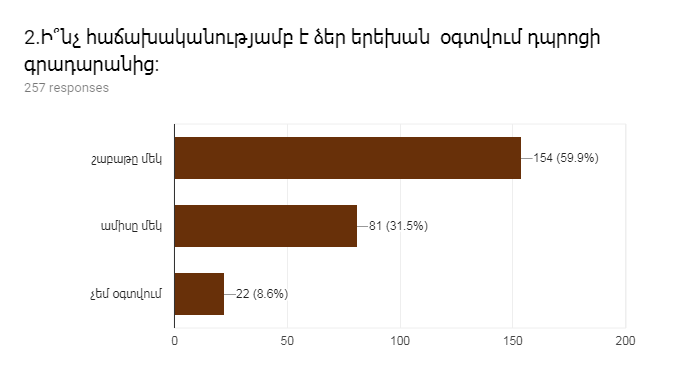 2.Ի՞նչ հաճախականությամբ է ձեր երեխան  օգտվում դպրոցի
գրադարանից:
257 responses
շաբաթը մեկ
154 (59.9%)
ամիսը մեկ
81 (31.5%)
չեմ օգտվում
22 (8.6%)
0 50 100 150 200